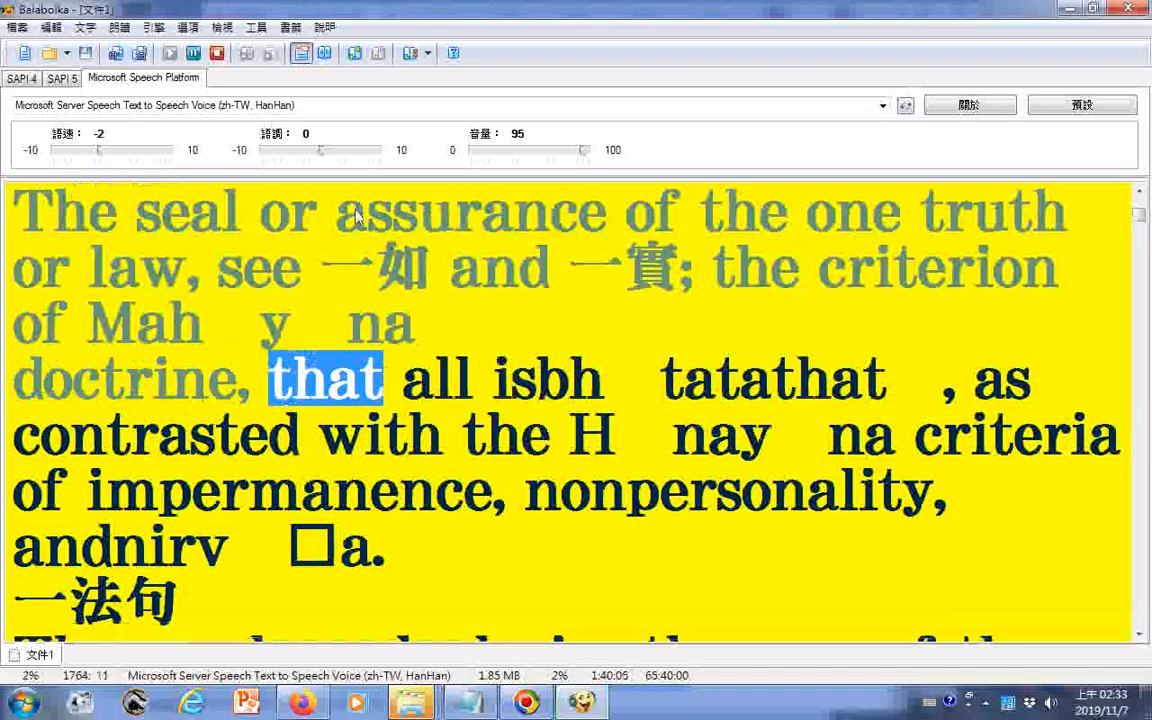 Balabolka - [文件1]
檔案 編輯 文字 朗讀 引擎 選項 檢視 工具 書籤 說明
SAPI 4 SAPI 5 Microsoft Speech Platform
Microsoft Server Speech Text to Speech Voice (zh-TW, HanHan) 關於 預設
語速： -2 語調： 0 音量： 95
-10 10 -10 10 0 100
The seal or assurance of the one truth
or law, see 一如 and 一實; the criterion
of Mah y na
doctrine, that all isbh tatathat , as
contrasted with the H nay na criteria
of impermanence, nonpersonality,
andnirv □a.
一法句
文件1
2% 1764: 11 Microsoft Server Speech Text to Speech Voice (zh-TW, HanHan) 1.85 MB 2% 1:40:05 65:40:00
上午 02:33
2019/11/7